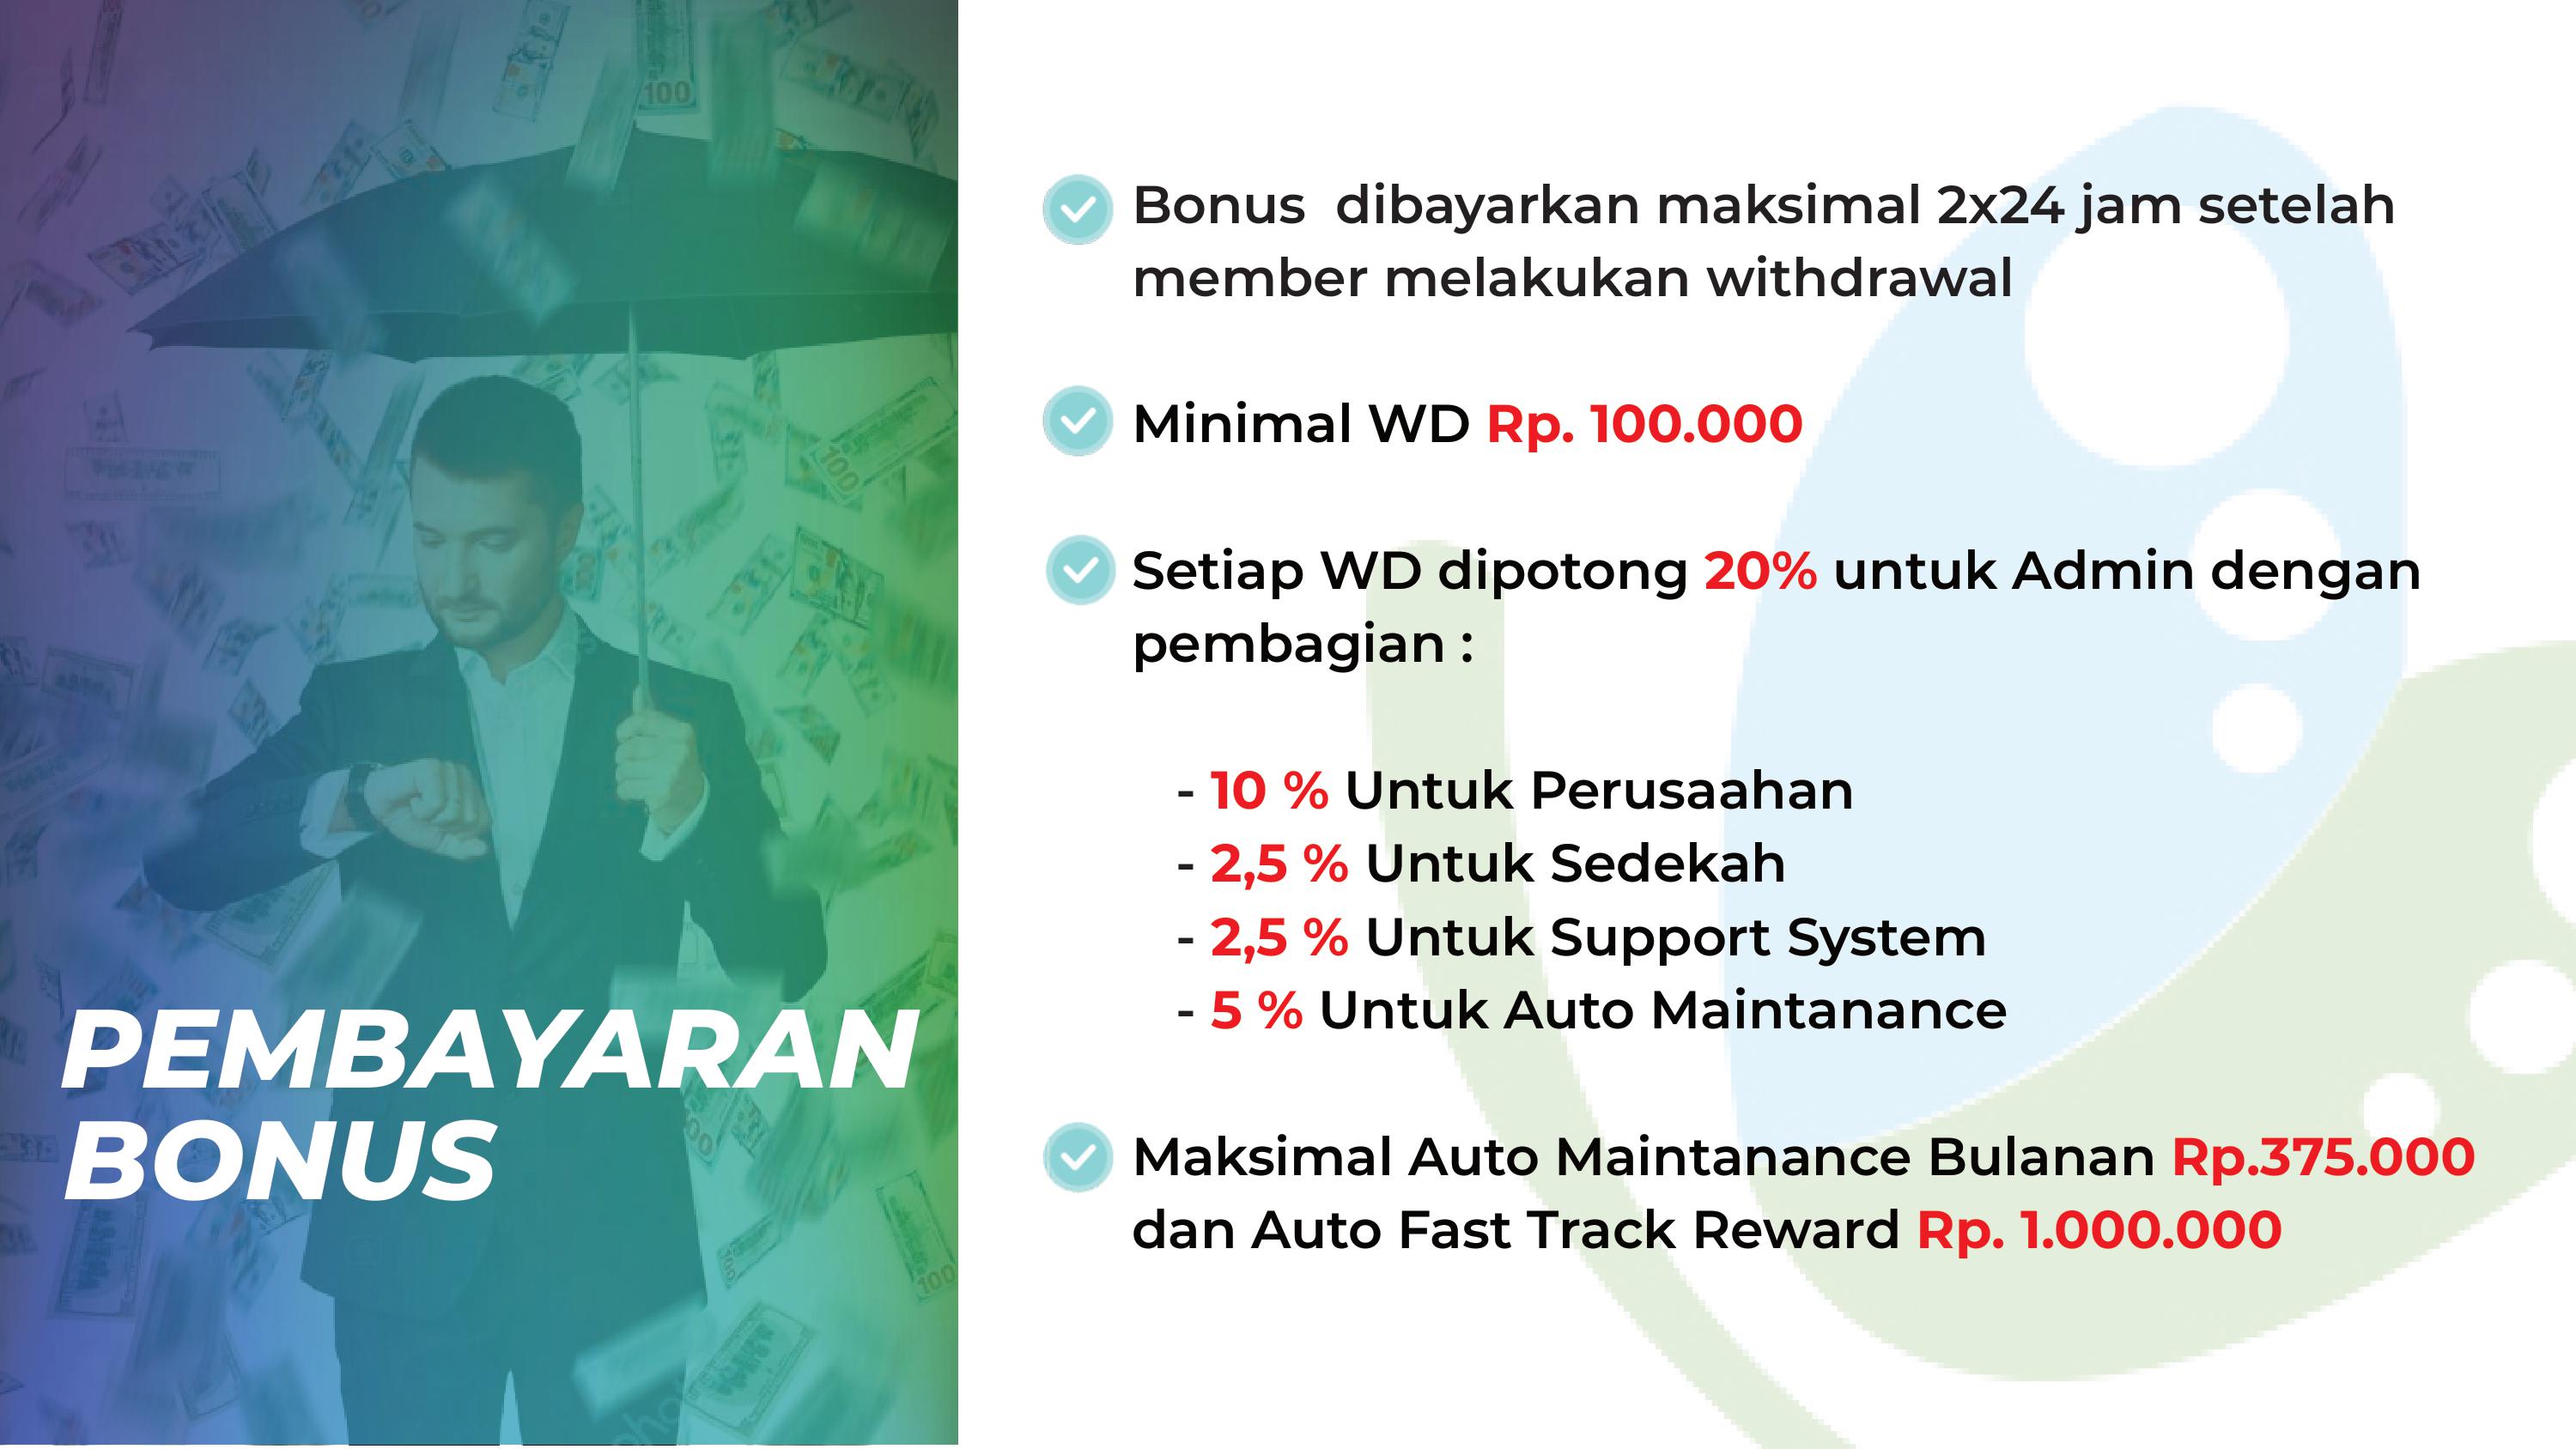 PEMBAYARAN
BONUS
Bonus  dibayarkan maksimal 2x24 jam setelah
member melakukan withdrawal
Minimal WD Rp. 100.000
Setiap WD dipotong 20% untuk Admin dengan
pembagian :
- 10 % Untuk Perusaahan
- 2,5 % Untuk Sedekah
- 2,5 % Untuk Support System
- 5 % Untuk Auto Maintanance
Maksimal Auto Maintanance Bulanan Rp.375.000
dan Auto Fast Track Reward Rp. 1.000.000